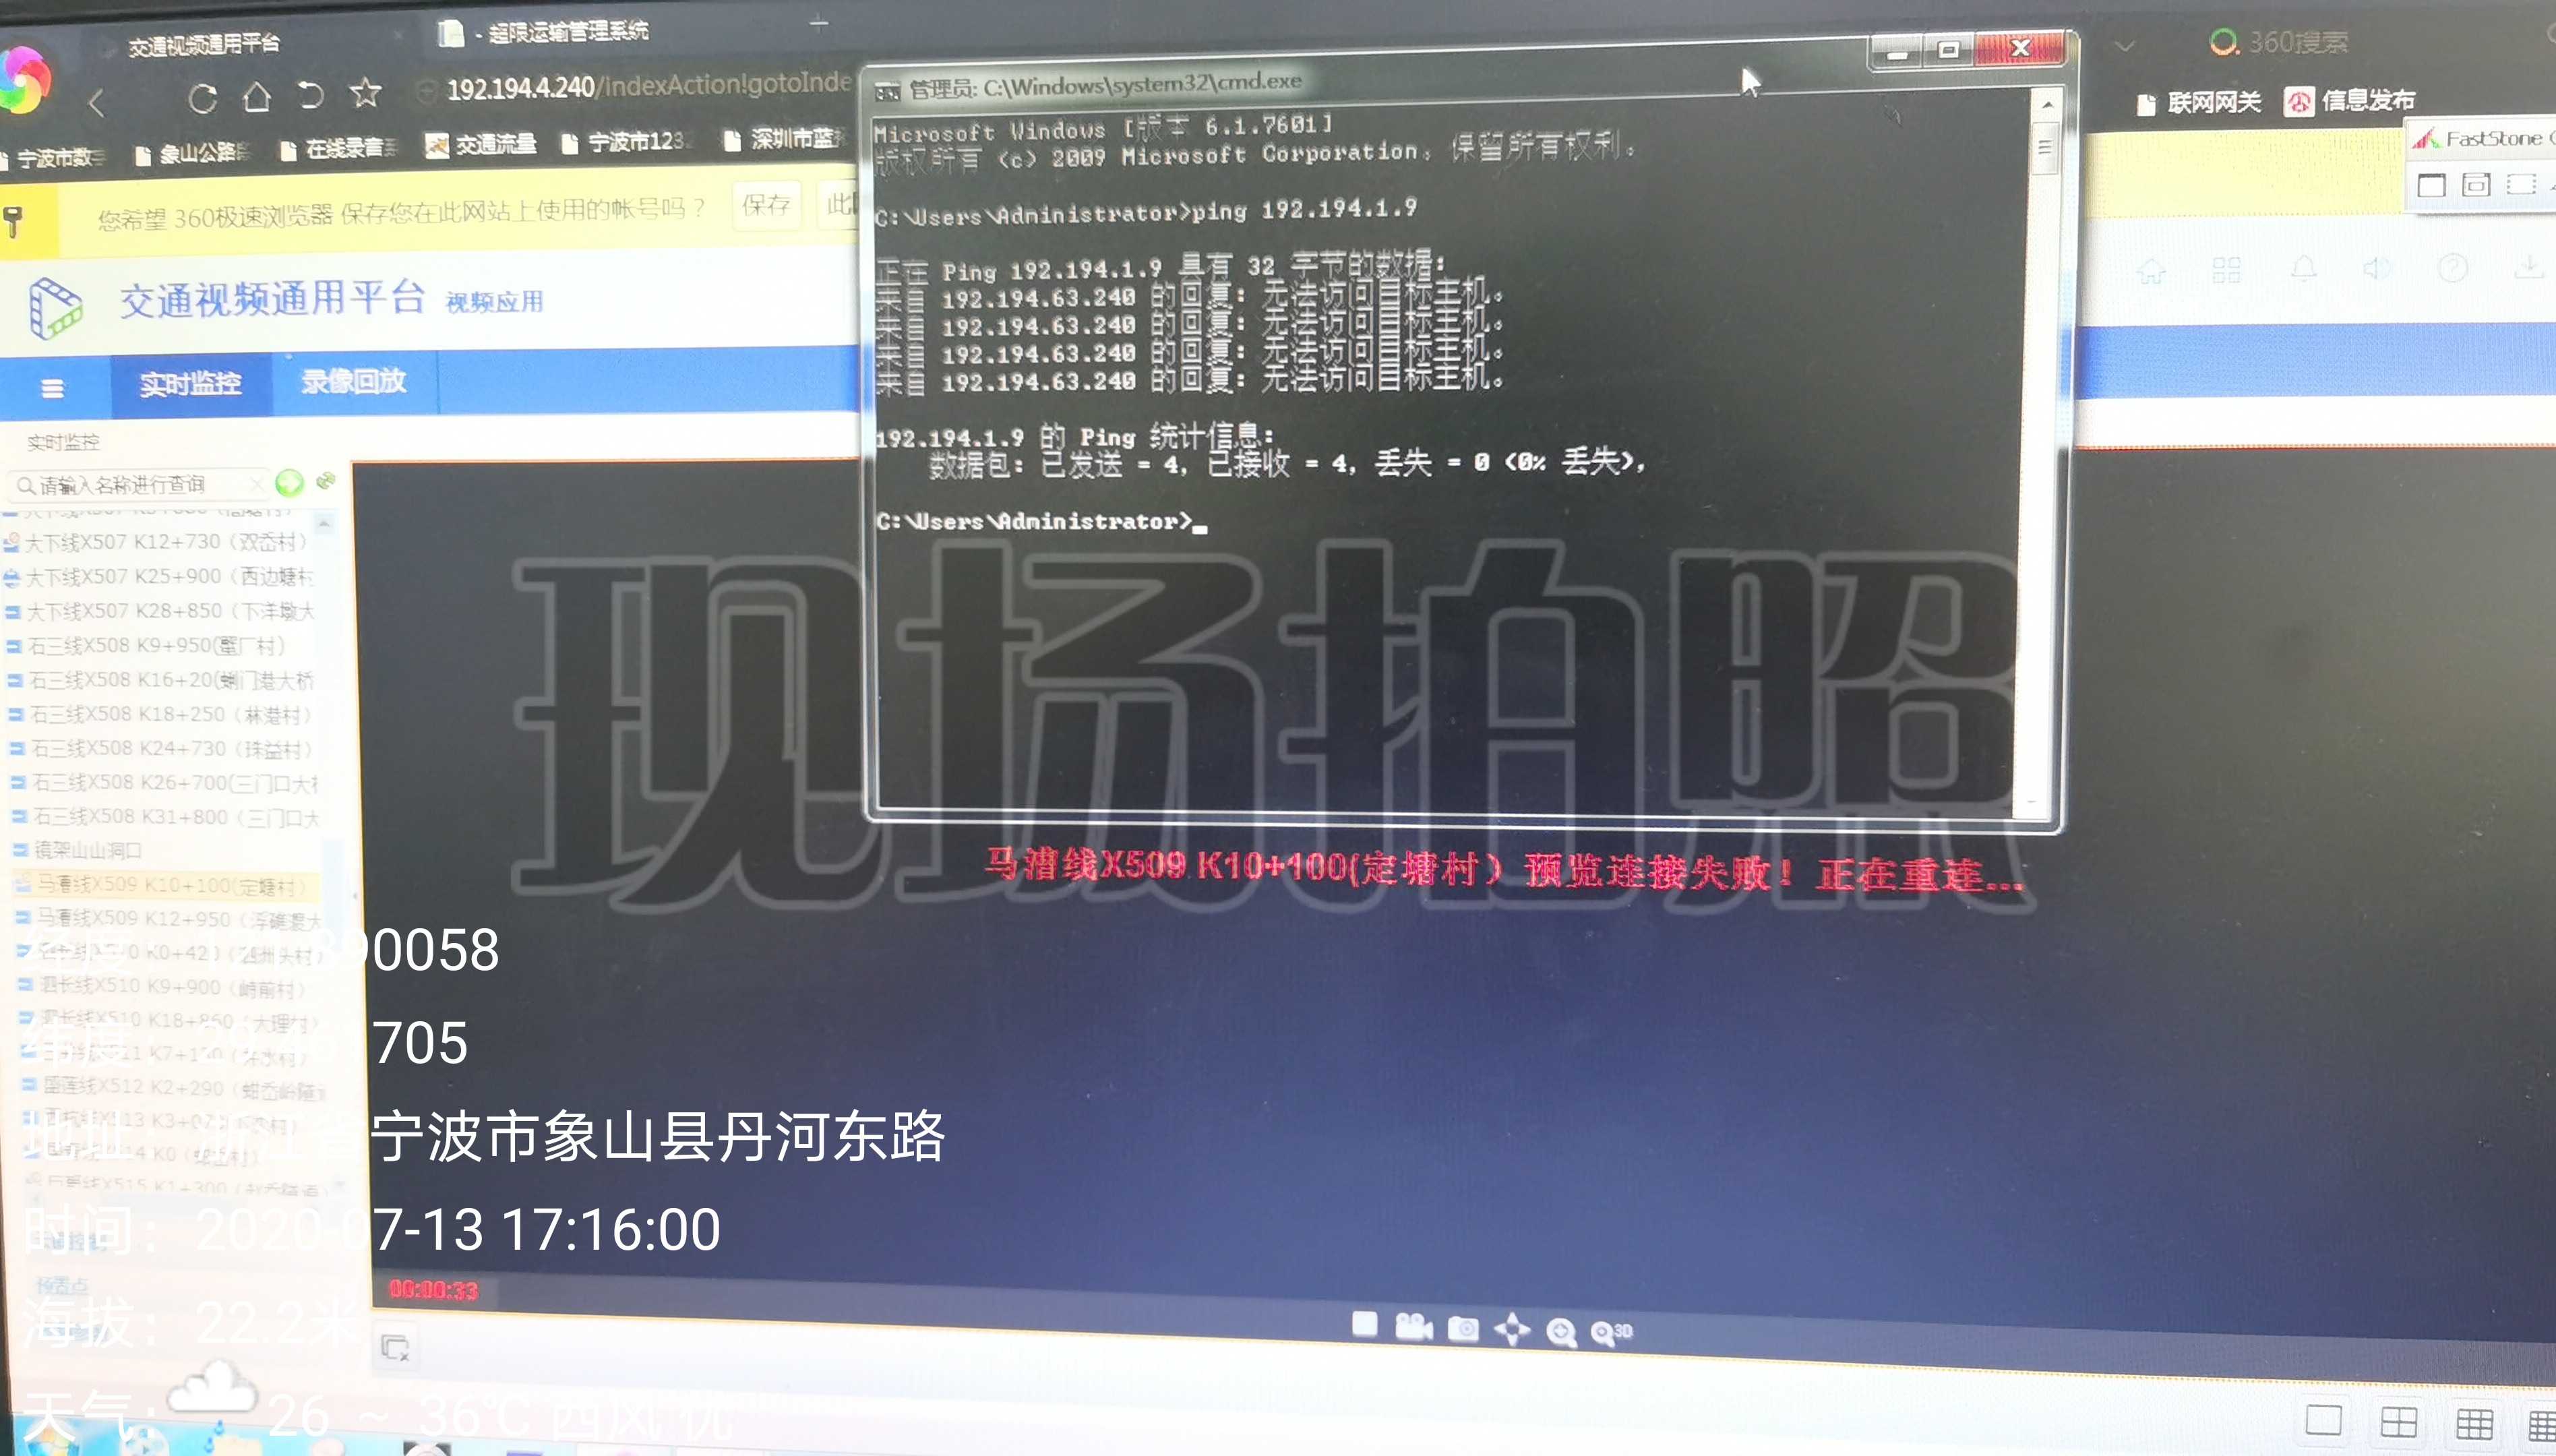 交通视频通用平台
- 超限运输管理系统
360搜索
192.194.4.240/indexAction!gotoInde
宁波市数字
象山公路
在线录音系
交通流量
宁波市123
深圳市蓝
联网网关
信息发布
FastStone C
您希望 360极速浏览器 保存您在此网站上使用的帐号吗？
保存
此
交通视频通用平台 视频应用
实时监控
录像回放
实时监控
请输入名称进行查询
大下线X507 K12+730（双岙村）
大下线X507 K25+900（西边塘村
大下线X507 K28+850（下洋墩大
石三线X508 K9+950(蟹厂村）
石三线X508 K16+20(蜊门港大桥
石三线X508 K18+250（林港村）
石三线X508 K24+730（珠益村）
石三线X508 K26+700(三门口大桥
石三线X508 K31+800（三门口大
镜架山山洞口
马漕线X509 K10+100(定塘村）
马漕线X509 K12+950（浮礁渡大
泗长线X510 K9+900（峙前村）
泗长线X510 K18+860（大理村）
K2+290
管理员: C:\Windows\system32\cmd.exe
Microsoft Windows [版本 6.1.7601]
版权所有 (c) 2009 Microsoft Corporation。保留所有权利。
C:\Users\Administrator>ping 192.194.1.9
正在 Ping 192.194.1.9 具有 32 字节的数据:
来自 192.194.63.240 的回复: 无法访问目标主机。
来自 192.194.63.240 的回复: 无法访问目标主机。
来自 192.194.63.240 的回复: 无法访问目标主机。
来自 192.194.63.240 的回复: 无法访问目标主机。
192.194.1.9 的 Ping 统计信息:
数据包: 已发送 = 4，已接收 = 4，丢失 = 0 (0% 丢失)，
C:\Users\Administrator>
现场拍照
马漕线X509 K10+100(定塘村）预览连接失败！正在重连...
890058
705
地址：浙江省宁波市象山县丹河东路
时间：2020-07-13 17:16:00
00:00:33
海拔：22.2米
3D
天气： 26 ~ 36℃ 西风 优